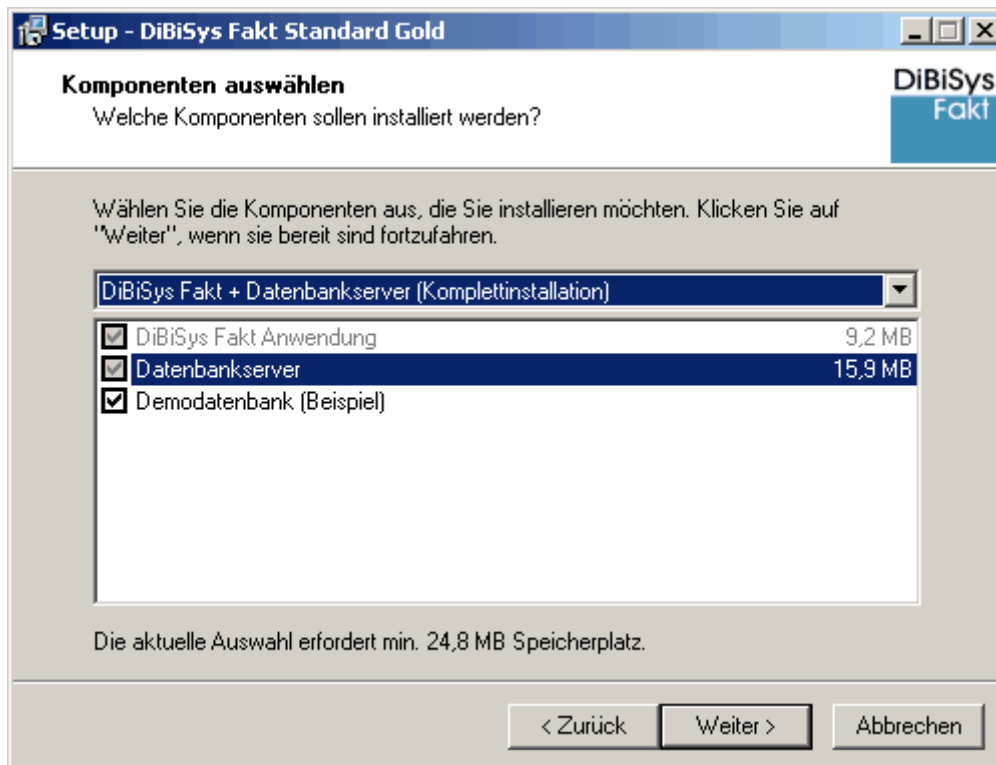 Setup - DiBiSys Fakt Standard Gold
Komponenten auswählen
Welche Komponenten sollen installiert werden?
DiBiSys
Fakt
Wählen Sie die Komponenten aus, die Sie installieren möchten. Klicken Sie auf
"Weiter", wenn sie bereit sind fortzufahren.
DiBiSys Fakt + Datenbankserver (Komplettinstallation)
DiBiSys Fakt Anwendung 9,2 MB
Datenbankserver 15,9 MB
Demodatenbank (Beispiel)
Die aktuelle Auswahl erfordert min. 24,8 MB Speicherplatz.
< Zurück Weiter > Abbrechen